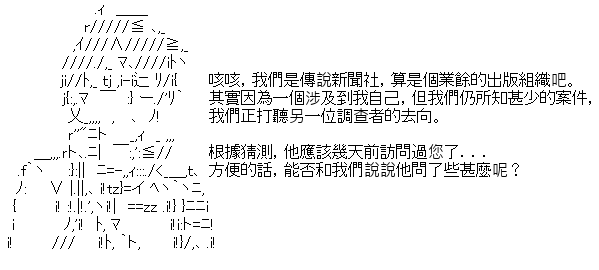 咳咳，我們是傳說新聞社，算是個業餘的出版組織吧。
其實因為一個涉及到我自己，但我們仍所知甚少的案件，
我們正打聽另一位調查者的去向。
根據猜測，他應該幾天前訪問過您了...
方便的話，能否和我們說說他問了些甚麼呢？